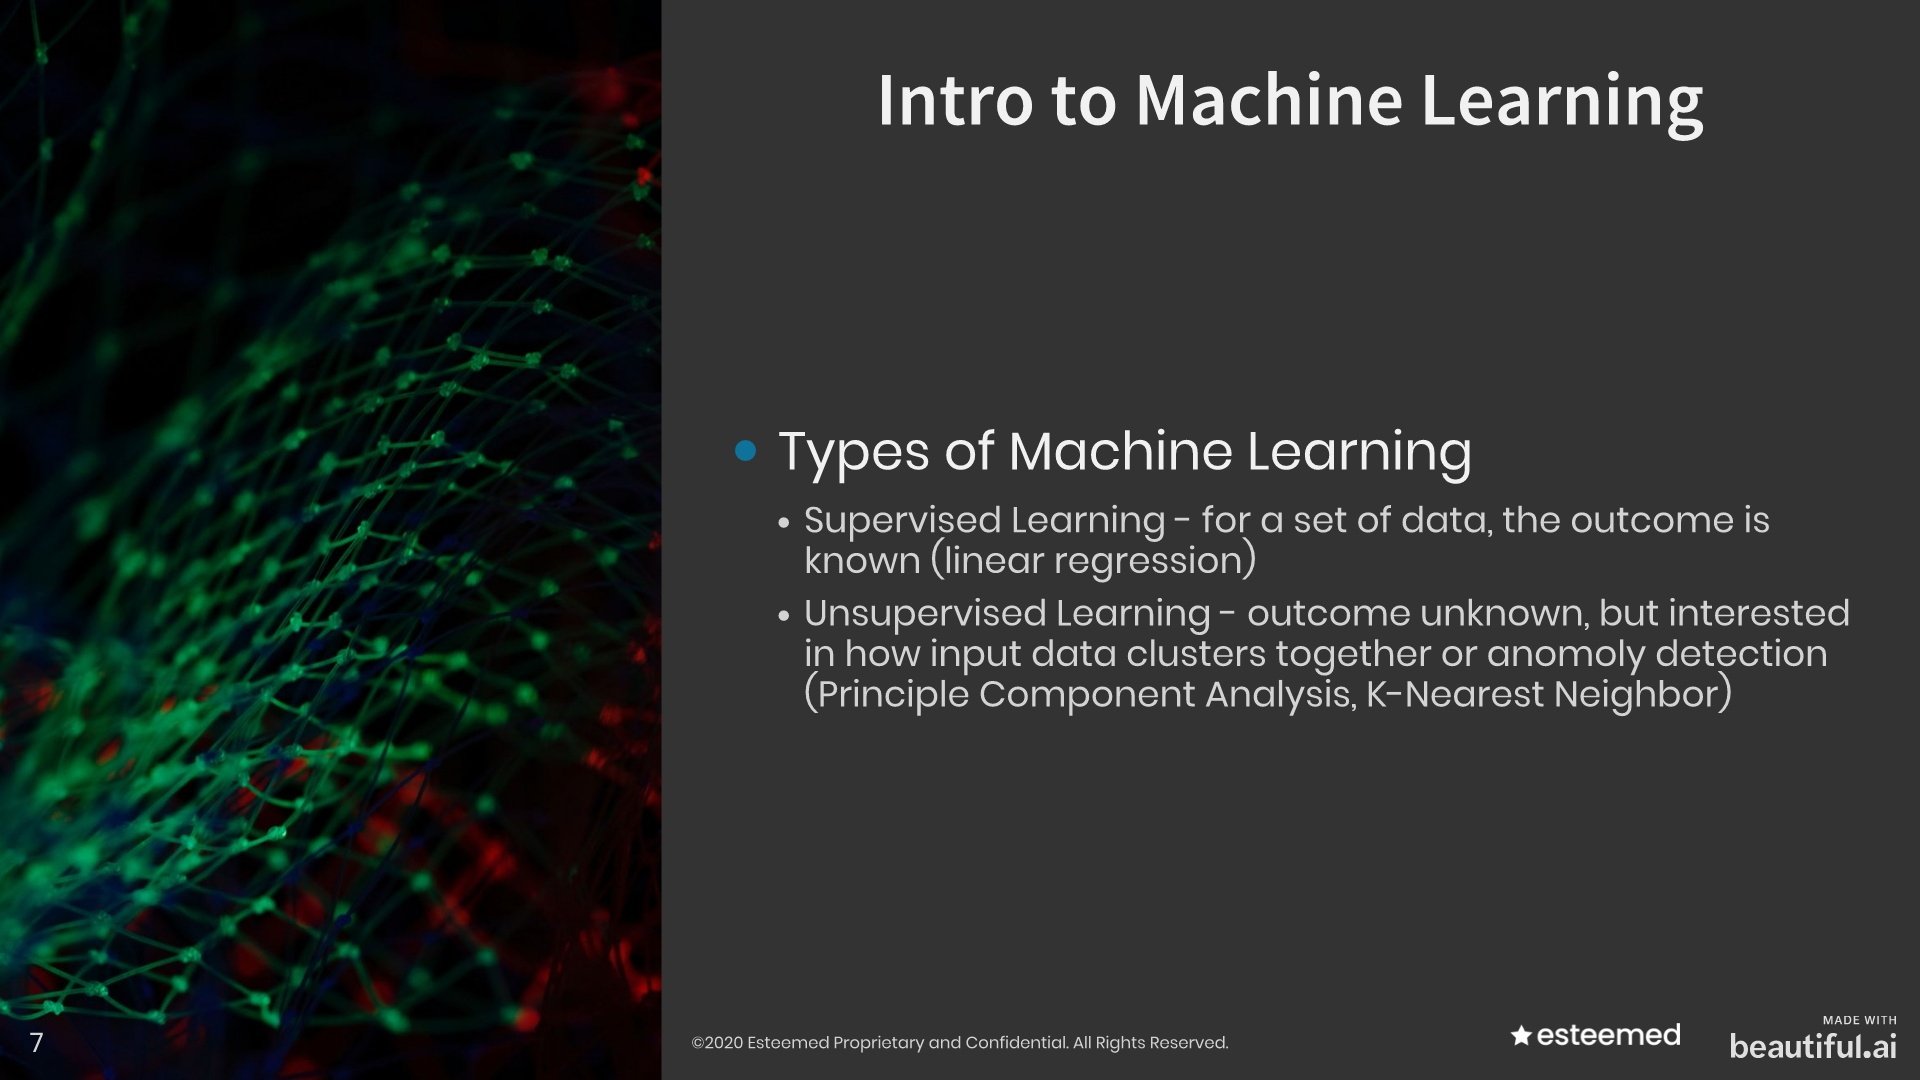 Intro to Machine Learning
• Types of Machine Learning
• Supervised Learning - for a set of data, the outcome is
known (linear regression)
• Unsupervised Learning - outcome unknown, but interested
in how input data clusters together or anomoly detection
(Principle Component Analysis, K-Nearest Neighbor)
7
©2020 Esteemed Proprietary and Confidential. All Rights Reserved.
esteemed
MADE WITH
beautiful.ai